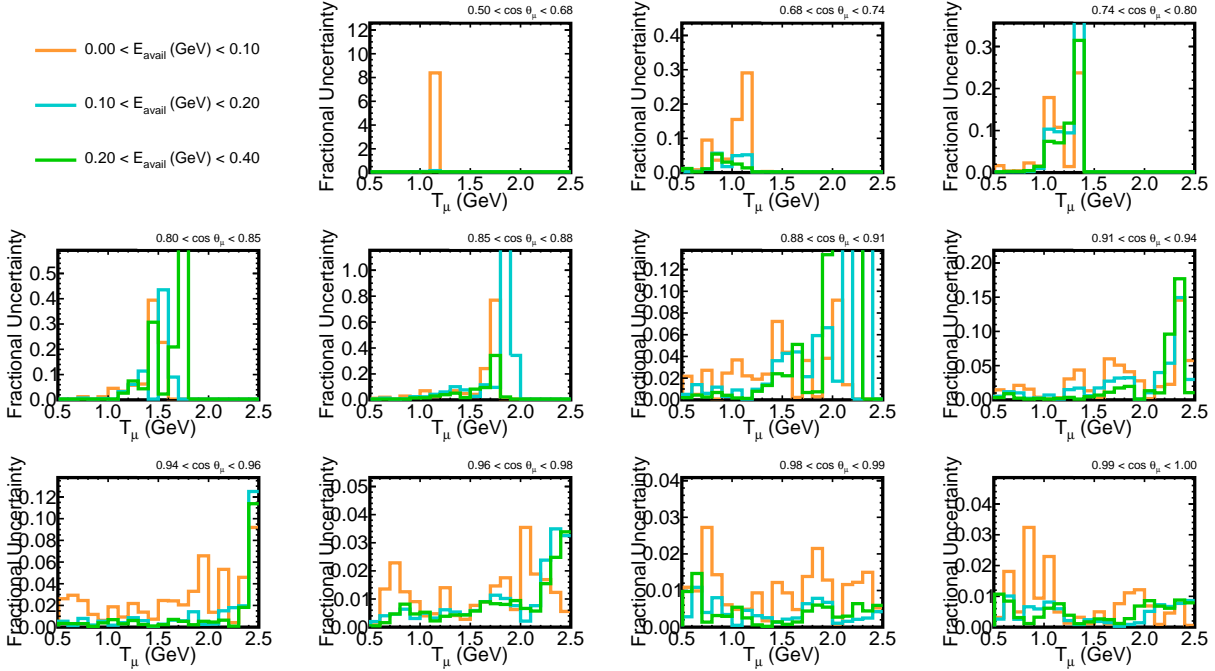 0.00 < E_avail (GeV) < 0.10
0.10 < E_avail (GeV) < 0.20
0.20 < E_avail (GeV) < 0.40
0.50 < cos θ_μ < 0.68
Fractional Uncertainty
12
10
8
6
4
2
0
0.5 1.0 1.5 2.0 2.5
T_μ (GeV)
0.68 < cos θ_μ < 0.74
Fractional Uncertainty
0.4
0.3
0.2
0.1
0.0
0.5 1.0 1.5 2.0 2.5
T_μ (GeV)
0.74 < cos θ_μ < 0.80
Fractional Uncertainty
0.3
0.2
0.1
0.0
0.5 1.0 1.5 2.0 2.5
T_μ (GeV)
0.80 < cos θ_μ < 0.85
Fractional Uncertainty
0.5
0.4
0.3
0.2
0.1
0.0
0.5 1.0 1.5 2.0 2.5
T_μ (GeV)
0.85 < cos θ_μ < 0.88
Fractional Uncertainty
1.0
0.8
0.6
0.4
0.2
0.0
0.5 1.0 1.5 2.0 2.5
T_μ (GeV)
0.88 < cos θ_μ < 0.91
Fractional Uncertainty
0.12
0.10
0.08
0.06
0.04
0.02
0.00
0.5 1.0 1.5 2.0 2.5
T_μ (GeV)
0.91 < cos θ_μ < 0.94
Fractional Uncertainty
0.20
0.15
0.10
0.05
0.00
0.5 1.0 1.5 2.0 2.5
T_μ (GeV)
0.94 < cos θ_μ < 0.96
Fractional Uncertainty
0.12
0.10
0.08
0.06
0.04
0.02
0.00
0.5 1.0 1.5 2.0 2.5
T_μ (GeV)
0.96 < cos θ_μ < 0.98
Fractional Uncertainty
0.05
0.04
0.03
0.02
0.01
0.00
0.5 1.0 1.5 2.0 2.5
T_μ (GeV)
0.98 < cos θ_μ < 0.99
Fractional Uncertainty
0.04
0.03
0.02
0.01
0.00
0.5 1.0 1.5 2.0 2.5
T_μ (GeV)
0.99 < cos θ_μ < 1.00
Fractional Uncertainty
0.04
0.03
0.02
0.01
0.00
0.5 1.0 1.5 2.0 2.5
T_μ (GeV)